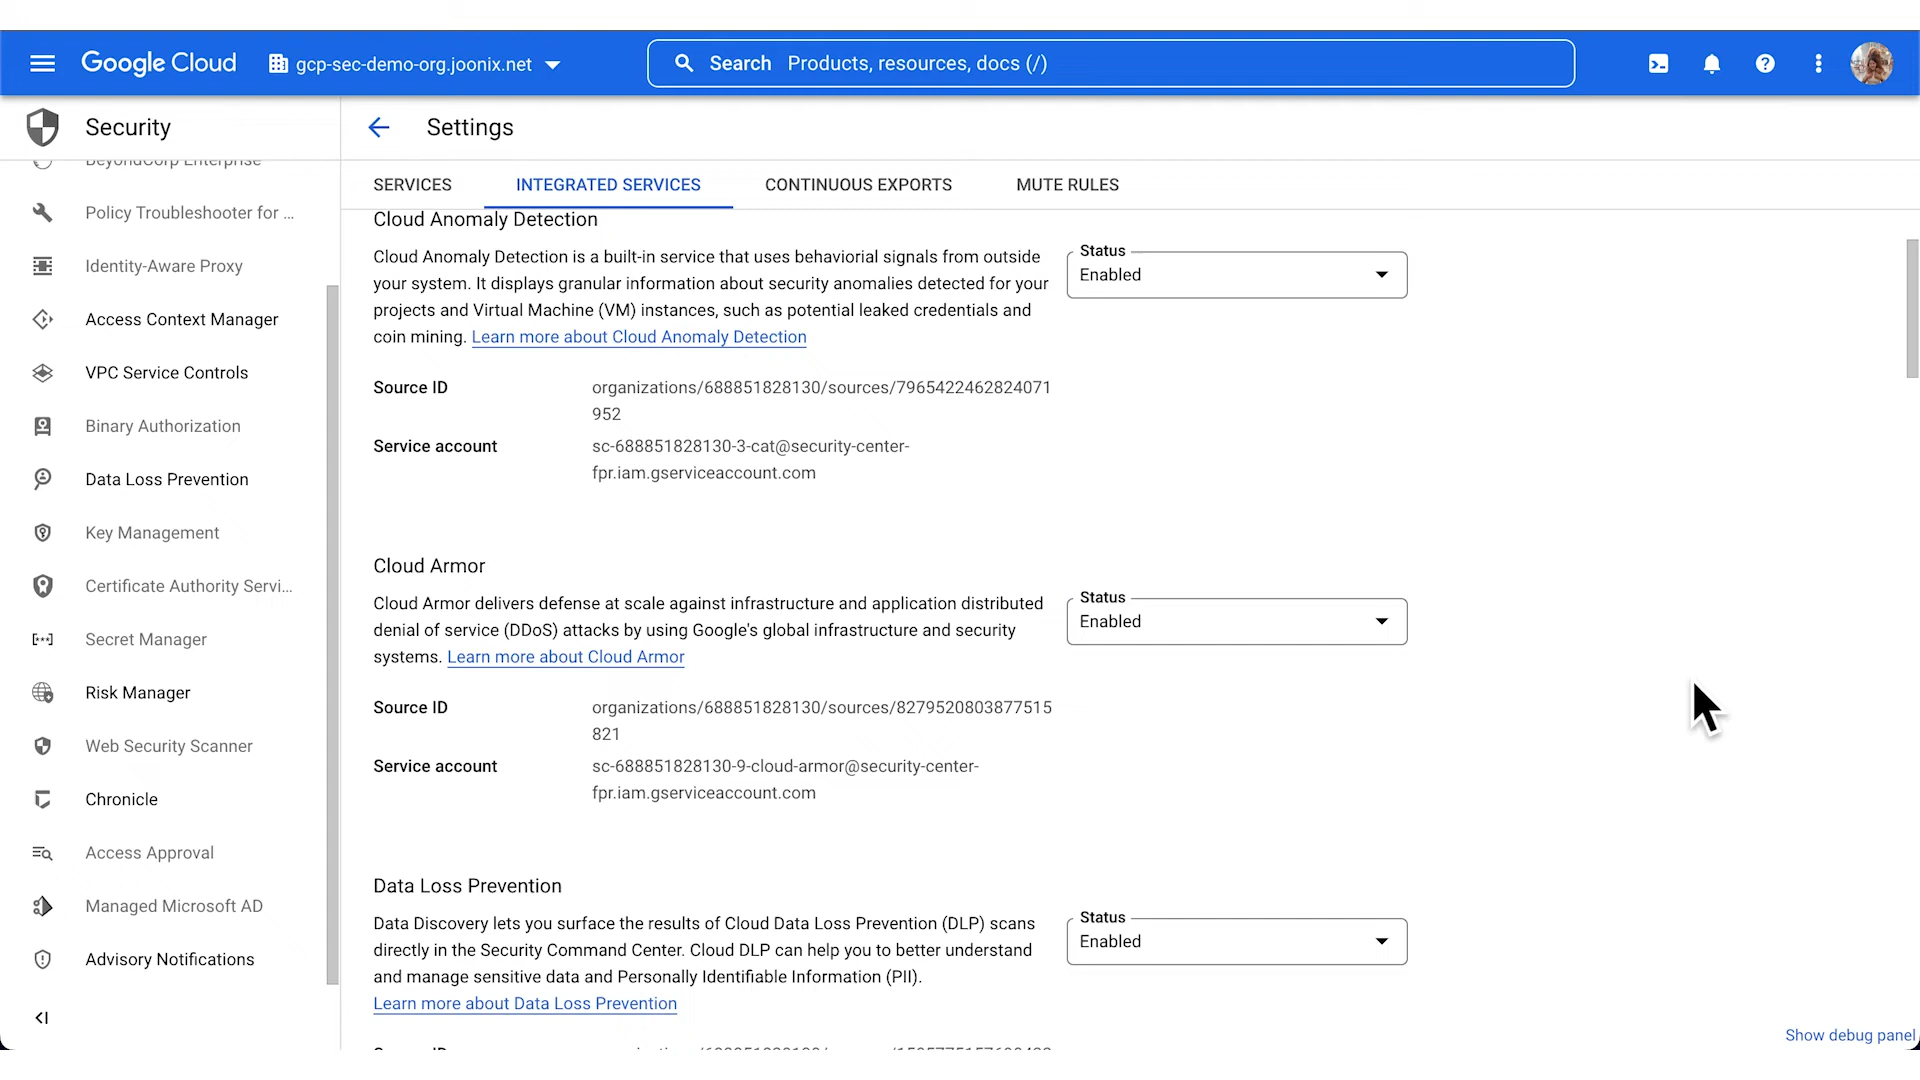 Google Cloud
gcp-sec-demo-org.joonix.net
Search Products, resources, docs (/)
Security
Settings
BeyondCorp Enterprise
SERVICES
INTEGRATED SERVICES
CONTINUOUS EXPORTS
MUTE RULES
Policy Troubleshooter for ...
Identity-Aware Proxy
Access Context Manager
VPC Service Controls
Binary Authorization
Data Loss Prevention
Key Management
Certificate Authority Servi...
Secret Manager
Risk Manager
Web Security Scanner
Chronicle
Access Approval
Managed Microsoft AD
Advisory Notifications
Cloud Anomaly Detection
Cloud Anomaly Detection is a built-in service that uses behaviorial signals from outside
your system. It displays granular information about security anomalies detected for your
projects and Virtual Machine (VM) instances, such as potential leaked credentials and
coin mining. Learn more about Cloud Anomaly Detection
Status
Enabled
Source ID
organizations/688851828130/sources/7965422462824071
952
Service account
sc-688851828130-3-cat@security-center-
fpr.iam.gserviceaccount.com
Cloud Armor
Cloud Armor delivers defense at scale against infrastructure and application distributed
denial of service (DDoS) attacks by using Google's global infrastructure and security
systems. Learn more about Cloud Armor
Status
Enabled
Source ID
organizations/688851828130/sources/8279520803877515
821
Service account
sc-688851828130-9-cloud-armor@security-center-
fpr.iam.gserviceaccount.com
Data Loss Prevention
Data Discovery lets you surface the results of Cloud Data Loss Prevention (DLP) scans
directly in the Security Command Center. Cloud DLP can help you to better understand
and manage sensitive data and Personally Identifiable Information (PII).
Learn more about Data Loss Prevention
Status
Enabled
Show debug panel